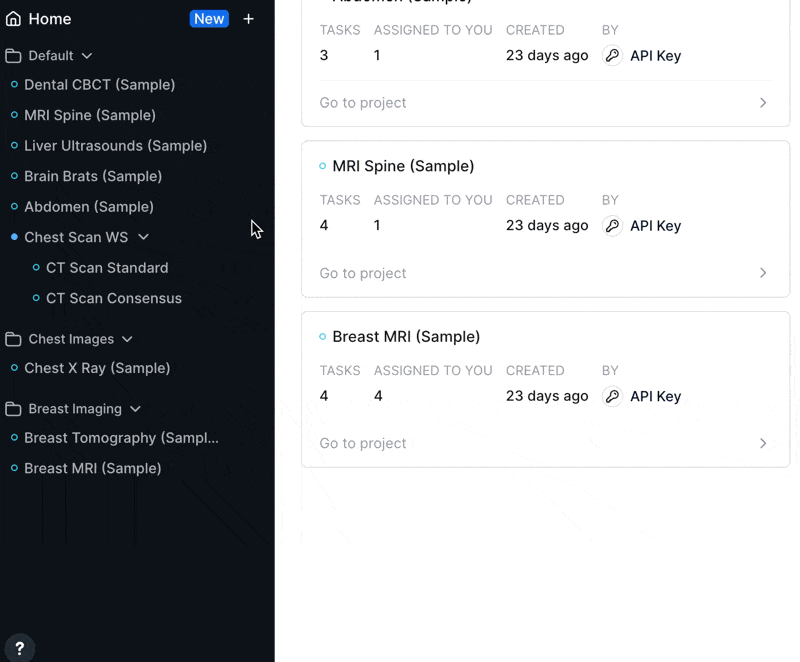 Home
New
+
Default
Dental CBCT (Sample)
MRI Spine (Sample)
Liver Ultrasounds (Sample)
Brain Brats (Sample)
Abdomen (Sample)
Chest Scan WS
CT Scan Standard
CT Scan Consensus
Chest Images
Chest X Ray (Sample)
Breast Imaging
Breast Tomography (Sampl...
Breast MRI (Sample)
?
Abdomen (Sample)
TASKS ASSIGNED TO YOU CREATED BY
3 1 23 days ago API Key
Go to project
MRI Spine (Sample)
TASKS ASSIGNED TO YOU CREATED BY
4 1 23 days ago API Key
Go to project
Breast MRI (Sample)
TASKS ASSIGNED TO YOU CREATED BY
4 4 23 days ago API Key
Go to project